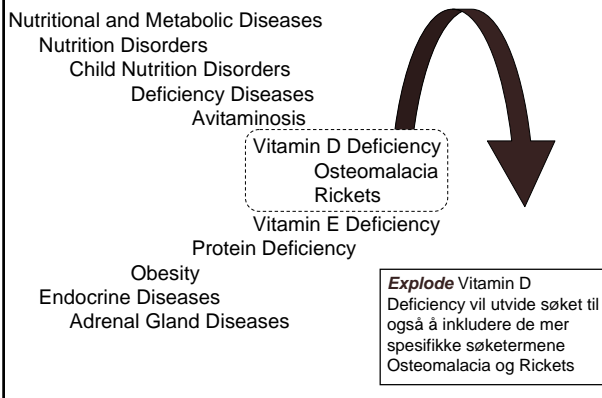 Nutritional and Metabolic Diseases
Nutrition Disorders
Child Nutrition Disorders
Deficiency Diseases
Avitaminosis
Vitamin D Deficiency
Osteomalacia
Rickets
Vitamin E Deficiency
Protein Deficiency
Obesity
Endocrine Diseases
Adrenal Gland Diseases
Explode Vitamin D
Deficiency vil utvide søket til
også å inkludere de mer
spesifikke søketermene
Osteomalacia og Rickets